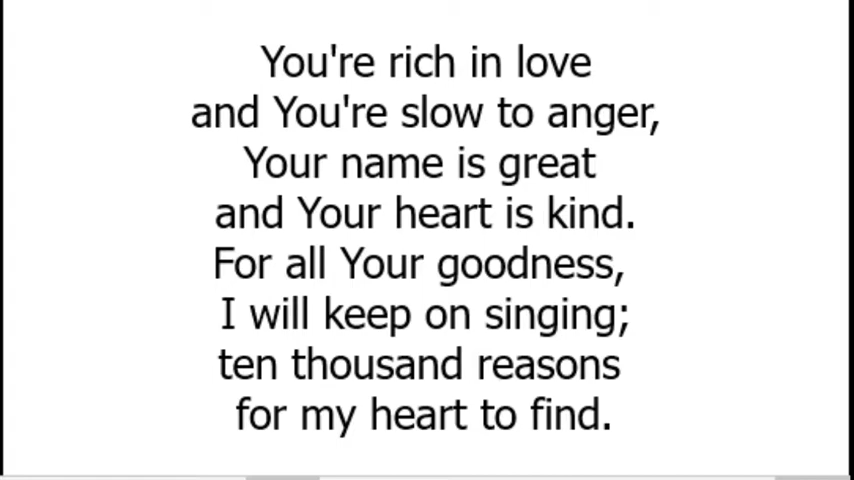 You're rich in love
and You're slow to anger,
Your name is great
and Your heart is kind.
For all Your goodness,
I will keep on singing;
ten thousand reasons
for my heart to find.